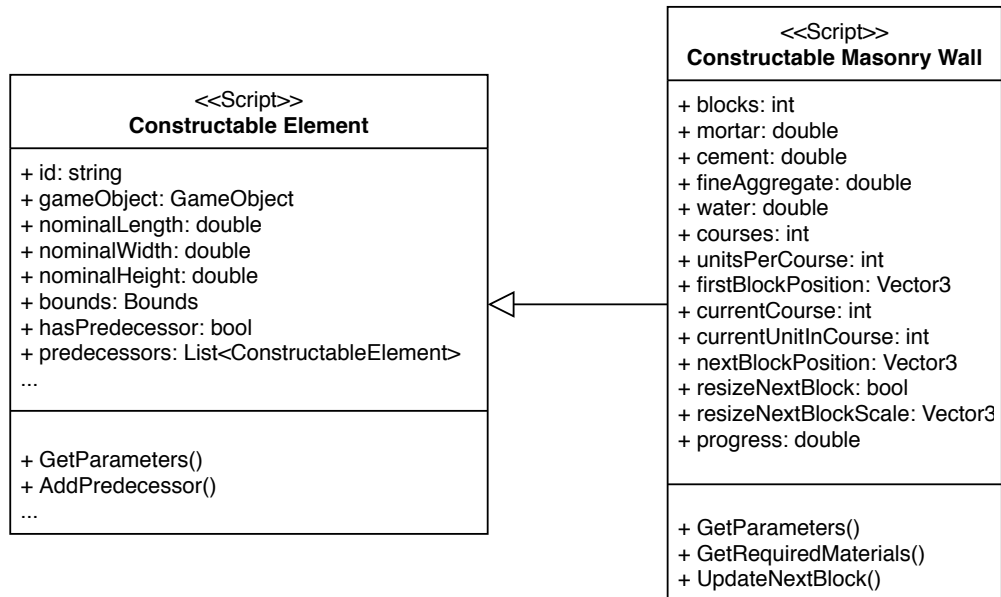 <<Script>>
Constructable Element
+ id: string
+ gameObject: GameObject
+ nominalLength: double
+ nominalWidth: double
+ nominalHeight: double
+ bounds: Bounds
+ hasPredecessor: bool
+ predecessors: List<ConstructableElement>
...
+ GetParameters()
+ AddPredecessor()
...
<<Script>>
Constructable Masonry Wall
+ blocks: int
+ mortar: double
+ cement: double
+ fineAggregate: double
+ water: double
+ courses: int
+ unitsPerCourse: int
+ firstBlockPosition: Vector3
+ currentCourse: int
+ currentUnitInCourse: int
+ nextBlockPosition: Vector3
+ resizeNextBlock: bool
+ resizeNextBlockScale: Vector3
+ progress: double
+ GetParameters()
+ GetRequiredMaterials()
+ UpdateNextBlock()